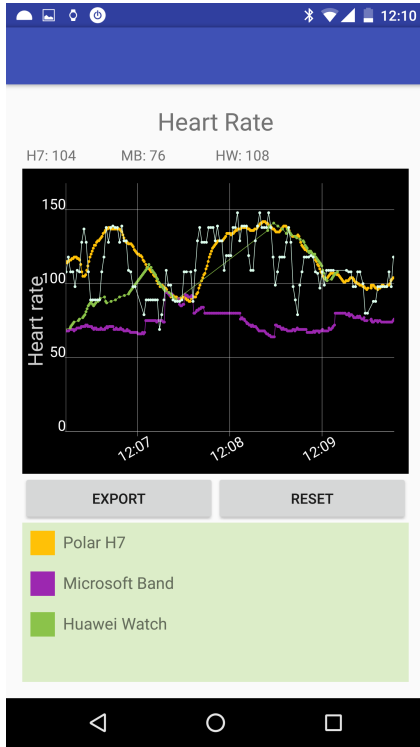 12:10
Heart Rate
H7: 104 MB: 76 HW: 108
150
100
50
0
Heart rate
12:07 12:08 12:09
EXPORT RESET
Polar H7
Microsoft Band
Huawei Watch